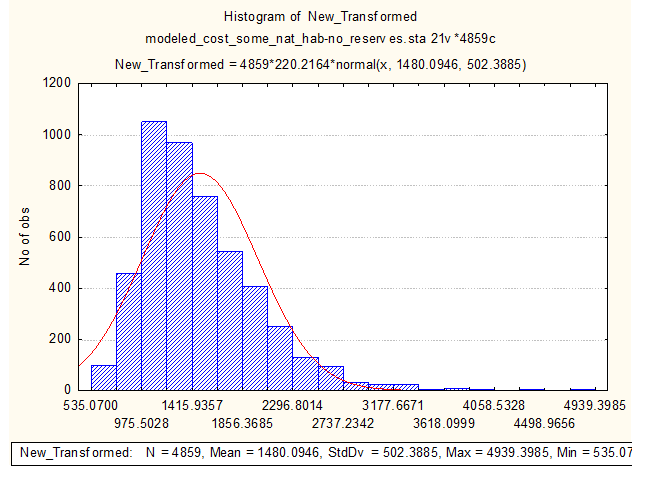 Histogram of New_Transformed
modeled_cost_some_nat_hab-no_reserves.sta 21v*4859c
New_Transformed = 4859*220.2164*normal(x, 1480.0946, 502.3885)
1200
1000
800
600
400
200
0
No of obs
535.0700 1415.9357 2296.8014 3177.6671 4058.5328 4939.3985
975.5028 1856.3685 2737.2342 3618.0999 4498.9656
New_Transformed: N = 4859, Mean = 1480.0946, StdDv = 502.3885, Max = 4939.3985, Min = 535.07